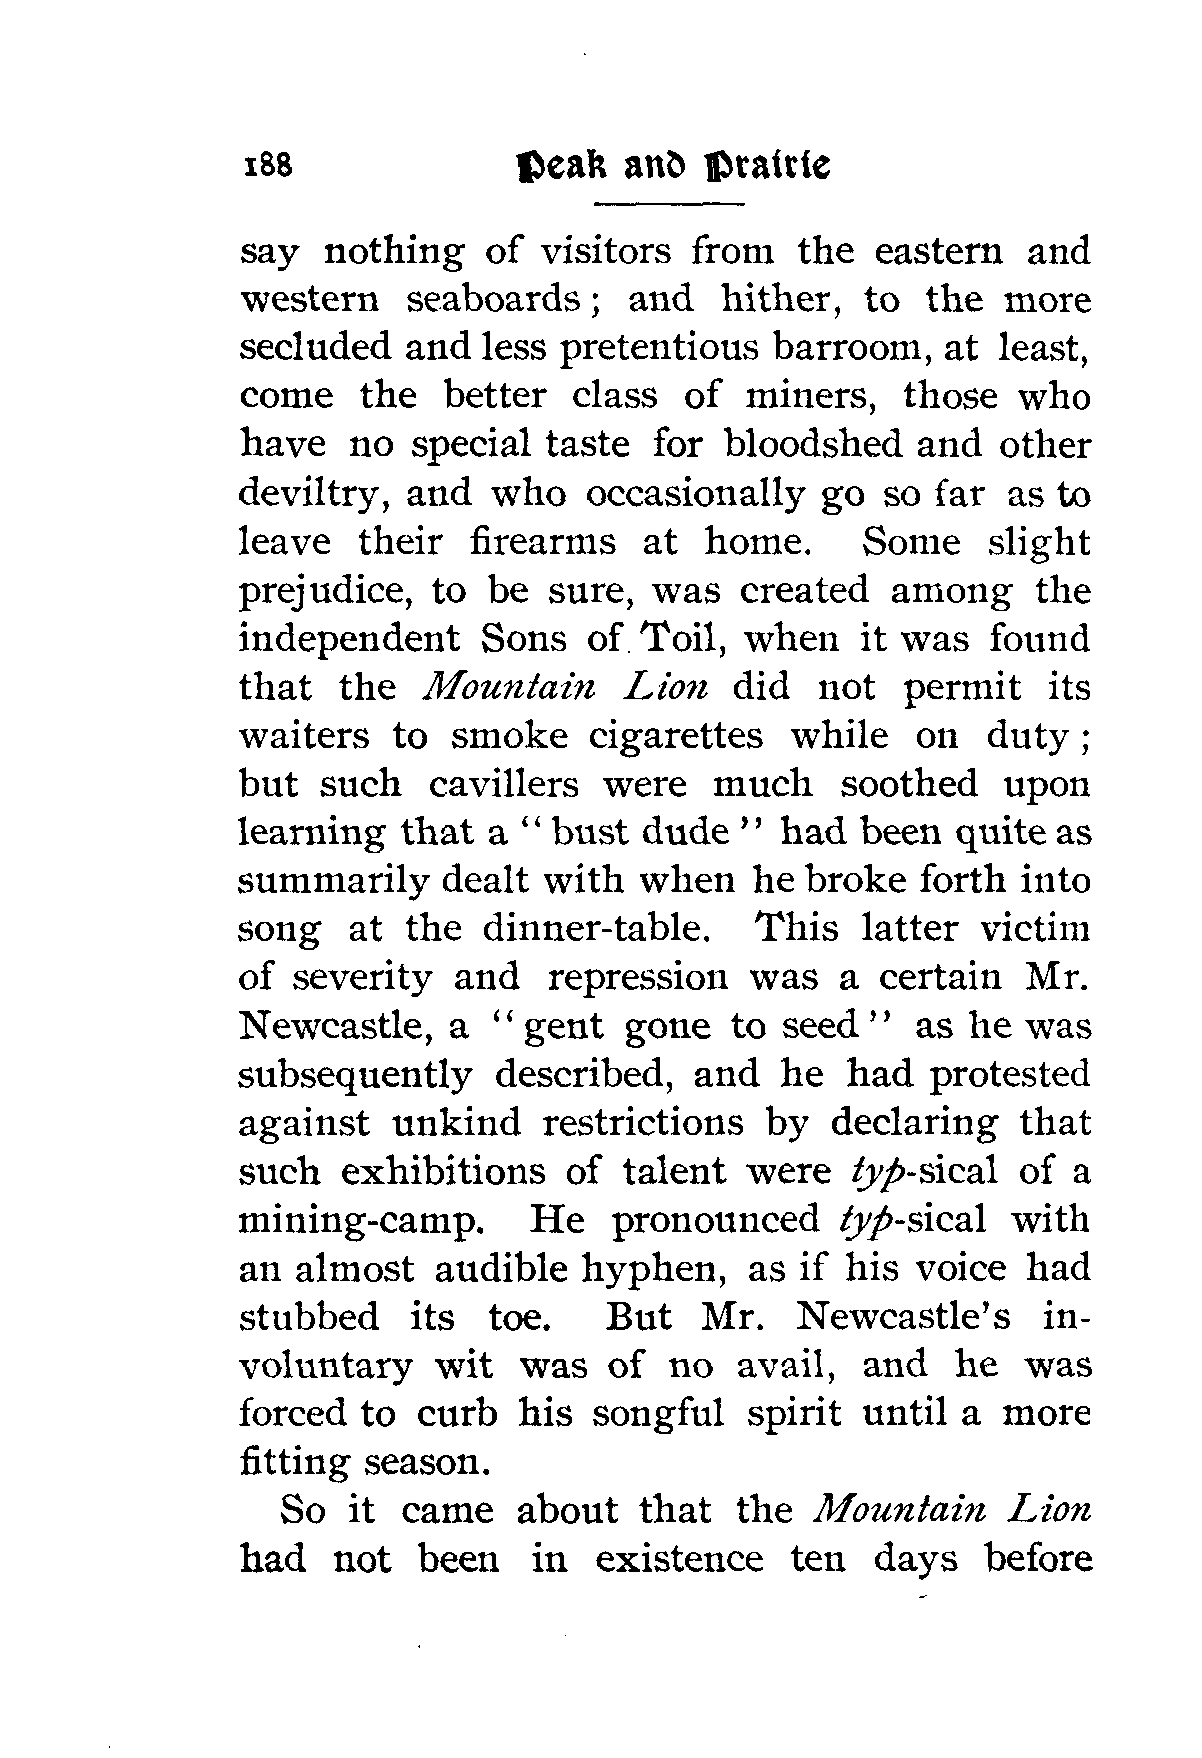 188 Peak and Prairie
say nothing of visitors from the eastern and
western seaboards ; and hither, to the more
secluded and less pretentious barroom, at least,
come the better class of miners, those who
have no special taste for bloodshed and other
deviltry, and who occasionally go so far as to
leave their firearms at home. Some slight
prejudice, to be sure, was created among the
independent Sons of Toil, when it was found
that the Mountain Lion did not permit its
waiters to smoke cigarettes while on duty ;
but such cavillers were much soothed upon
learning that a " bust dude " had been quite as
summarily dealt with when he broke forth into
song at the dinner-table. This latter victim
of severity and repression was a certain Mr.
Newcastle, a " gent gone to seed " as he was
subsequently described, and he had protested
against unkind restrictions by declaring that
such exhibitions of talent were typ-sical of a
mining-camp. He pronounced typ-sical with
an almost audible hyphen, as if his voice had
stubbed its toe. But Mr. Newcastle's in-
voluntary wit was of no avail, and he was
forced to curb his songful spirit until a more
fitting season.
So it came about that the Mountain Lion
had not been in existence ten days before